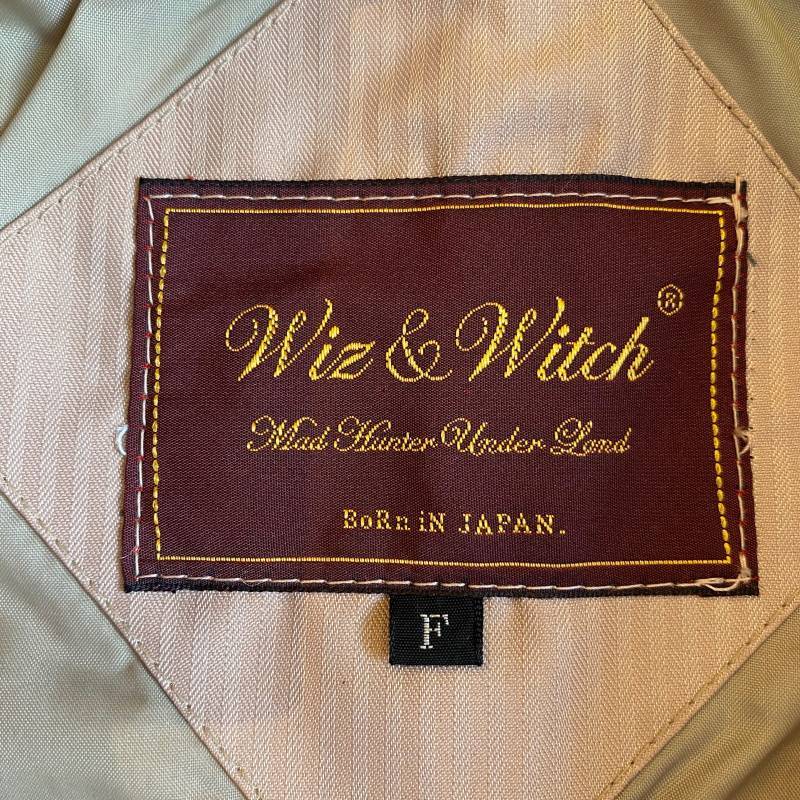 Wiz & Witch®
Mad Hunter Under Land
BoRn iN JAPAN.
F